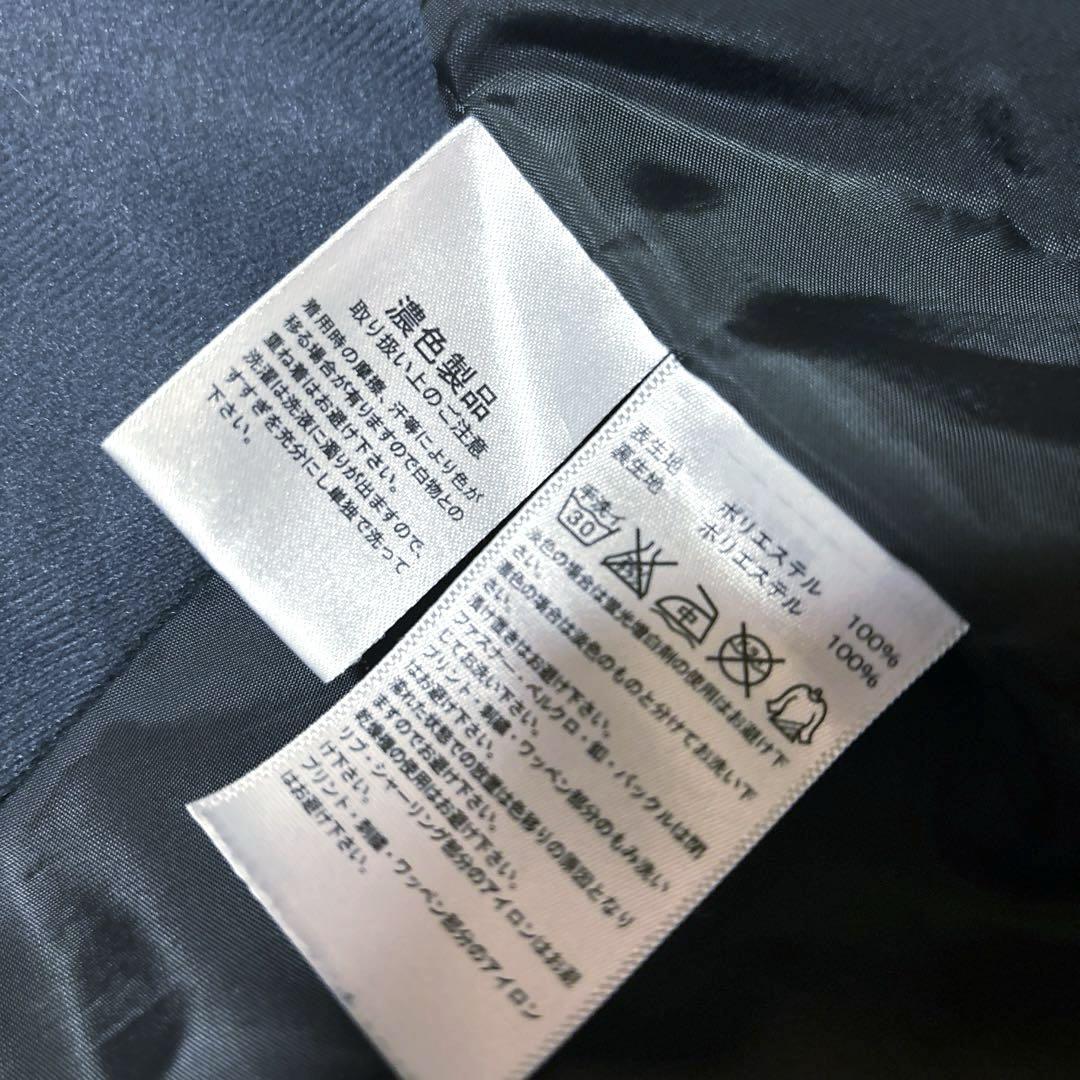 濃色製品
取り扱い上のご注意
着用時の摩擦、汗等により色が
移る場合が有りますので白物との
重ね着はお避け下さい。
洗濯は洗液に濁りが出ますので、
すすぎを充分にし単独で洗って
下さい。
表生地 ポリエステル 100%
裏生地 ポリエステル 100%
手洗イ
30
中
淡色の場合は蛍光増白剤の使用はお避け下
さい。
濃色の場合は淡色のものと分けてお洗い下
さい。
漬け置きはお避け下さい。
ファスナー・ベルクロ・釦・バックルは閉
じてお洗い下さい。
プリント・刺繍・ワッペン部分のもみ洗い
はお避け下さい。
濡れた状態での放置は色移りの原因となり
ますのでお避け下さい。
乾燥機の使用はお避け下さい。
リブ・シャーリング部分のアイロンはお避
け下さい。
プリント・刺繍・ワッペン部分のアイロン
はお避け下さい。